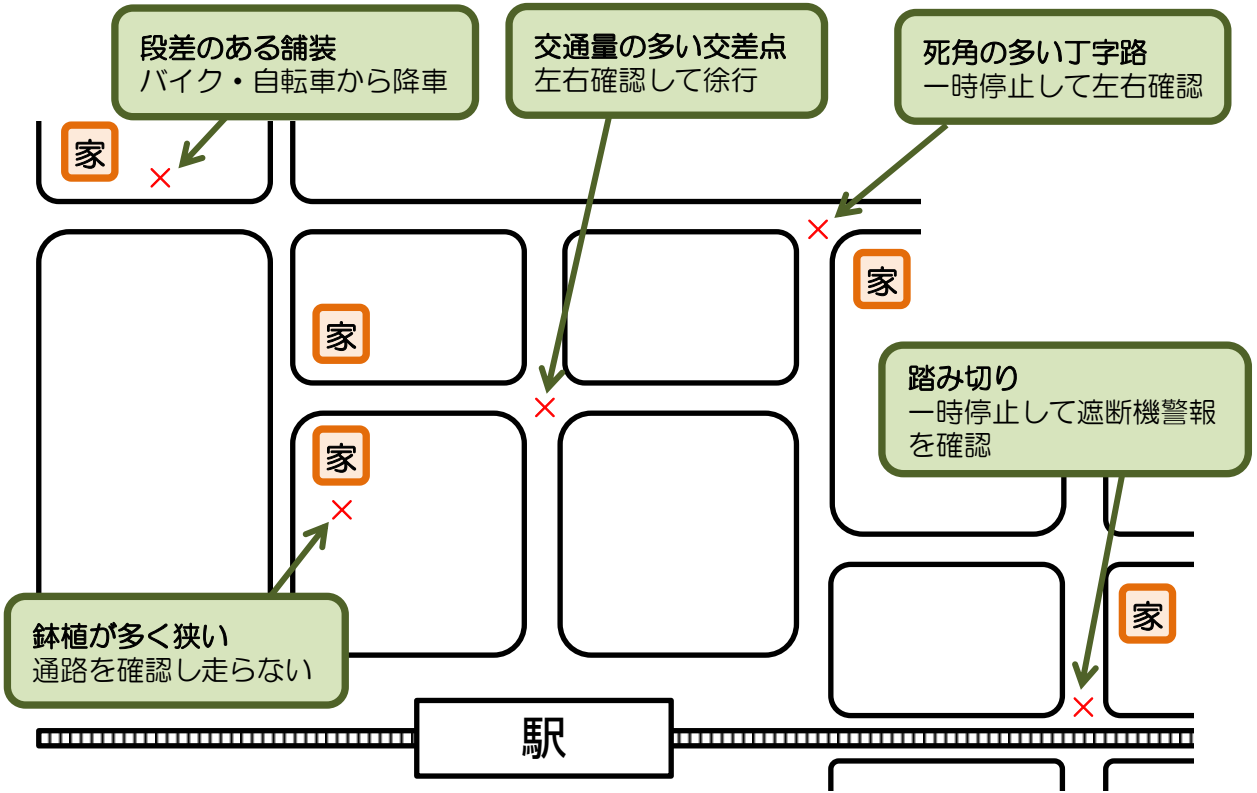 段差のある舗装
バイク・自転車から降車
交通量の多い交差点
左右確認して徐行
死角の多い丁字路
一時停止して左右確認
家
家
家
踏み切り
一時停止して遮断機警報
を確認
家
家
鉢植が多く狭い
通路を確認し走らない
駅